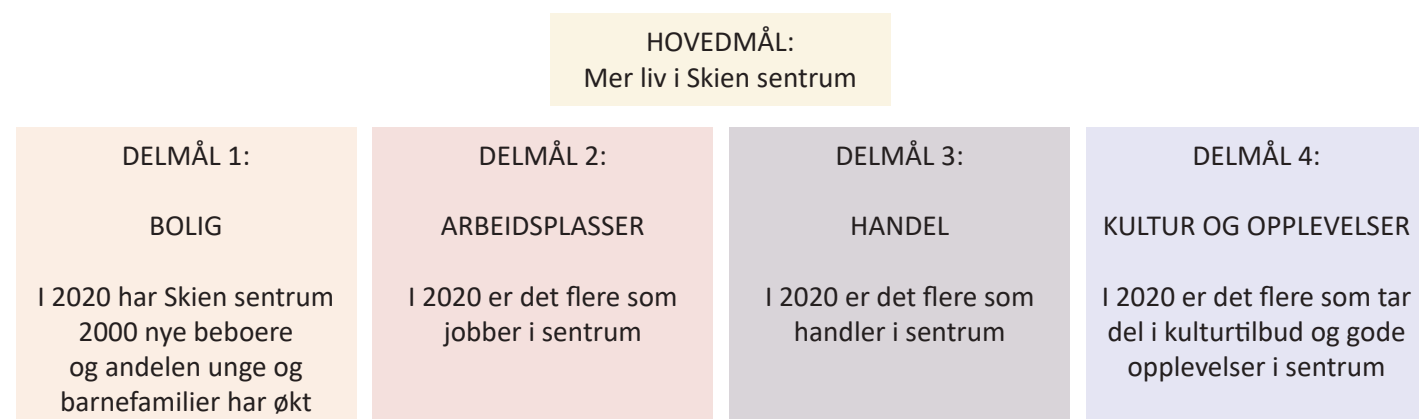 HOVEDMÅL:
Mer liv i Skien sentrum
DELMÅL 1:
BOLIG
I 2020 har Skien sentrum
2000 nye beboere
og andelen unge og
barnefamilier har økt
DELMÅL 2:
ARBEIDSPLASSER
I 2020 er det flere som
jobber i sentrum
DELMÅL 3:
HANDEL
I 2020 er det flere som
handler i sentrum
DELMÅL 4:
KULTUR OG OPPLEVELSER
I 2020 er det flere som tar
del i kulturtilbud og gode
opplevelser i sentrum